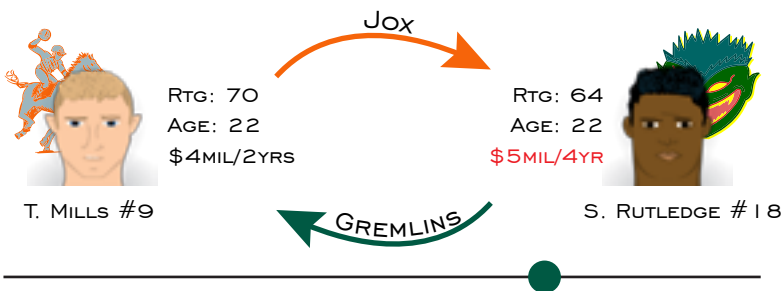 Jox
Rtg: 70
Age: 22
$4mil/2yrs
T. Mills #9
Rtg: 64
Age: 22
$5mil/4yr
S. Rutledge #18
Gremlins